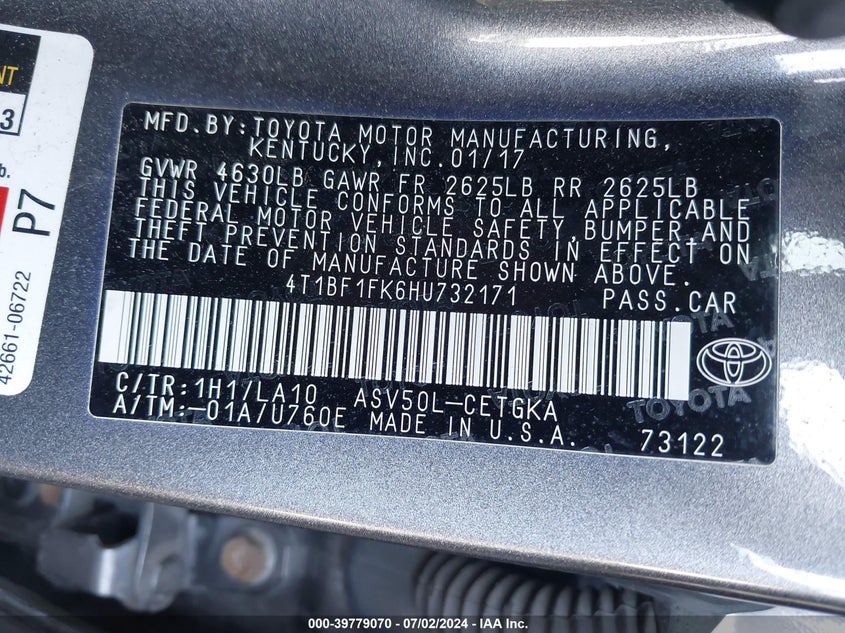 MFD.BY:TOYOTA MOTOR MANUFACTURING,
KENTUCKY, INC.01/17
GVWR 4630LB GAWR FR 2625LB RR 2625LB
THIS VEHICLE CONFORMS TO ALL APPLICABLE
FEDERAL MOTOR VEHICLE SAFETY, BUMPER AND
THEFT PREVENTION STANDARDS IN EFFECT ON
THE DATE OF MANUFACTURE SHOWN ABOVE.
4T1BF1FK6HU732171 PASS.CAR
C/TR:1H1/LA10 ASV50L-CETGKA
A/TM:-01A/U760E MADE IN U.S.A. 73122
P7
42661-06722
000-39779070 / 07/02/2024 / IAA Inc.